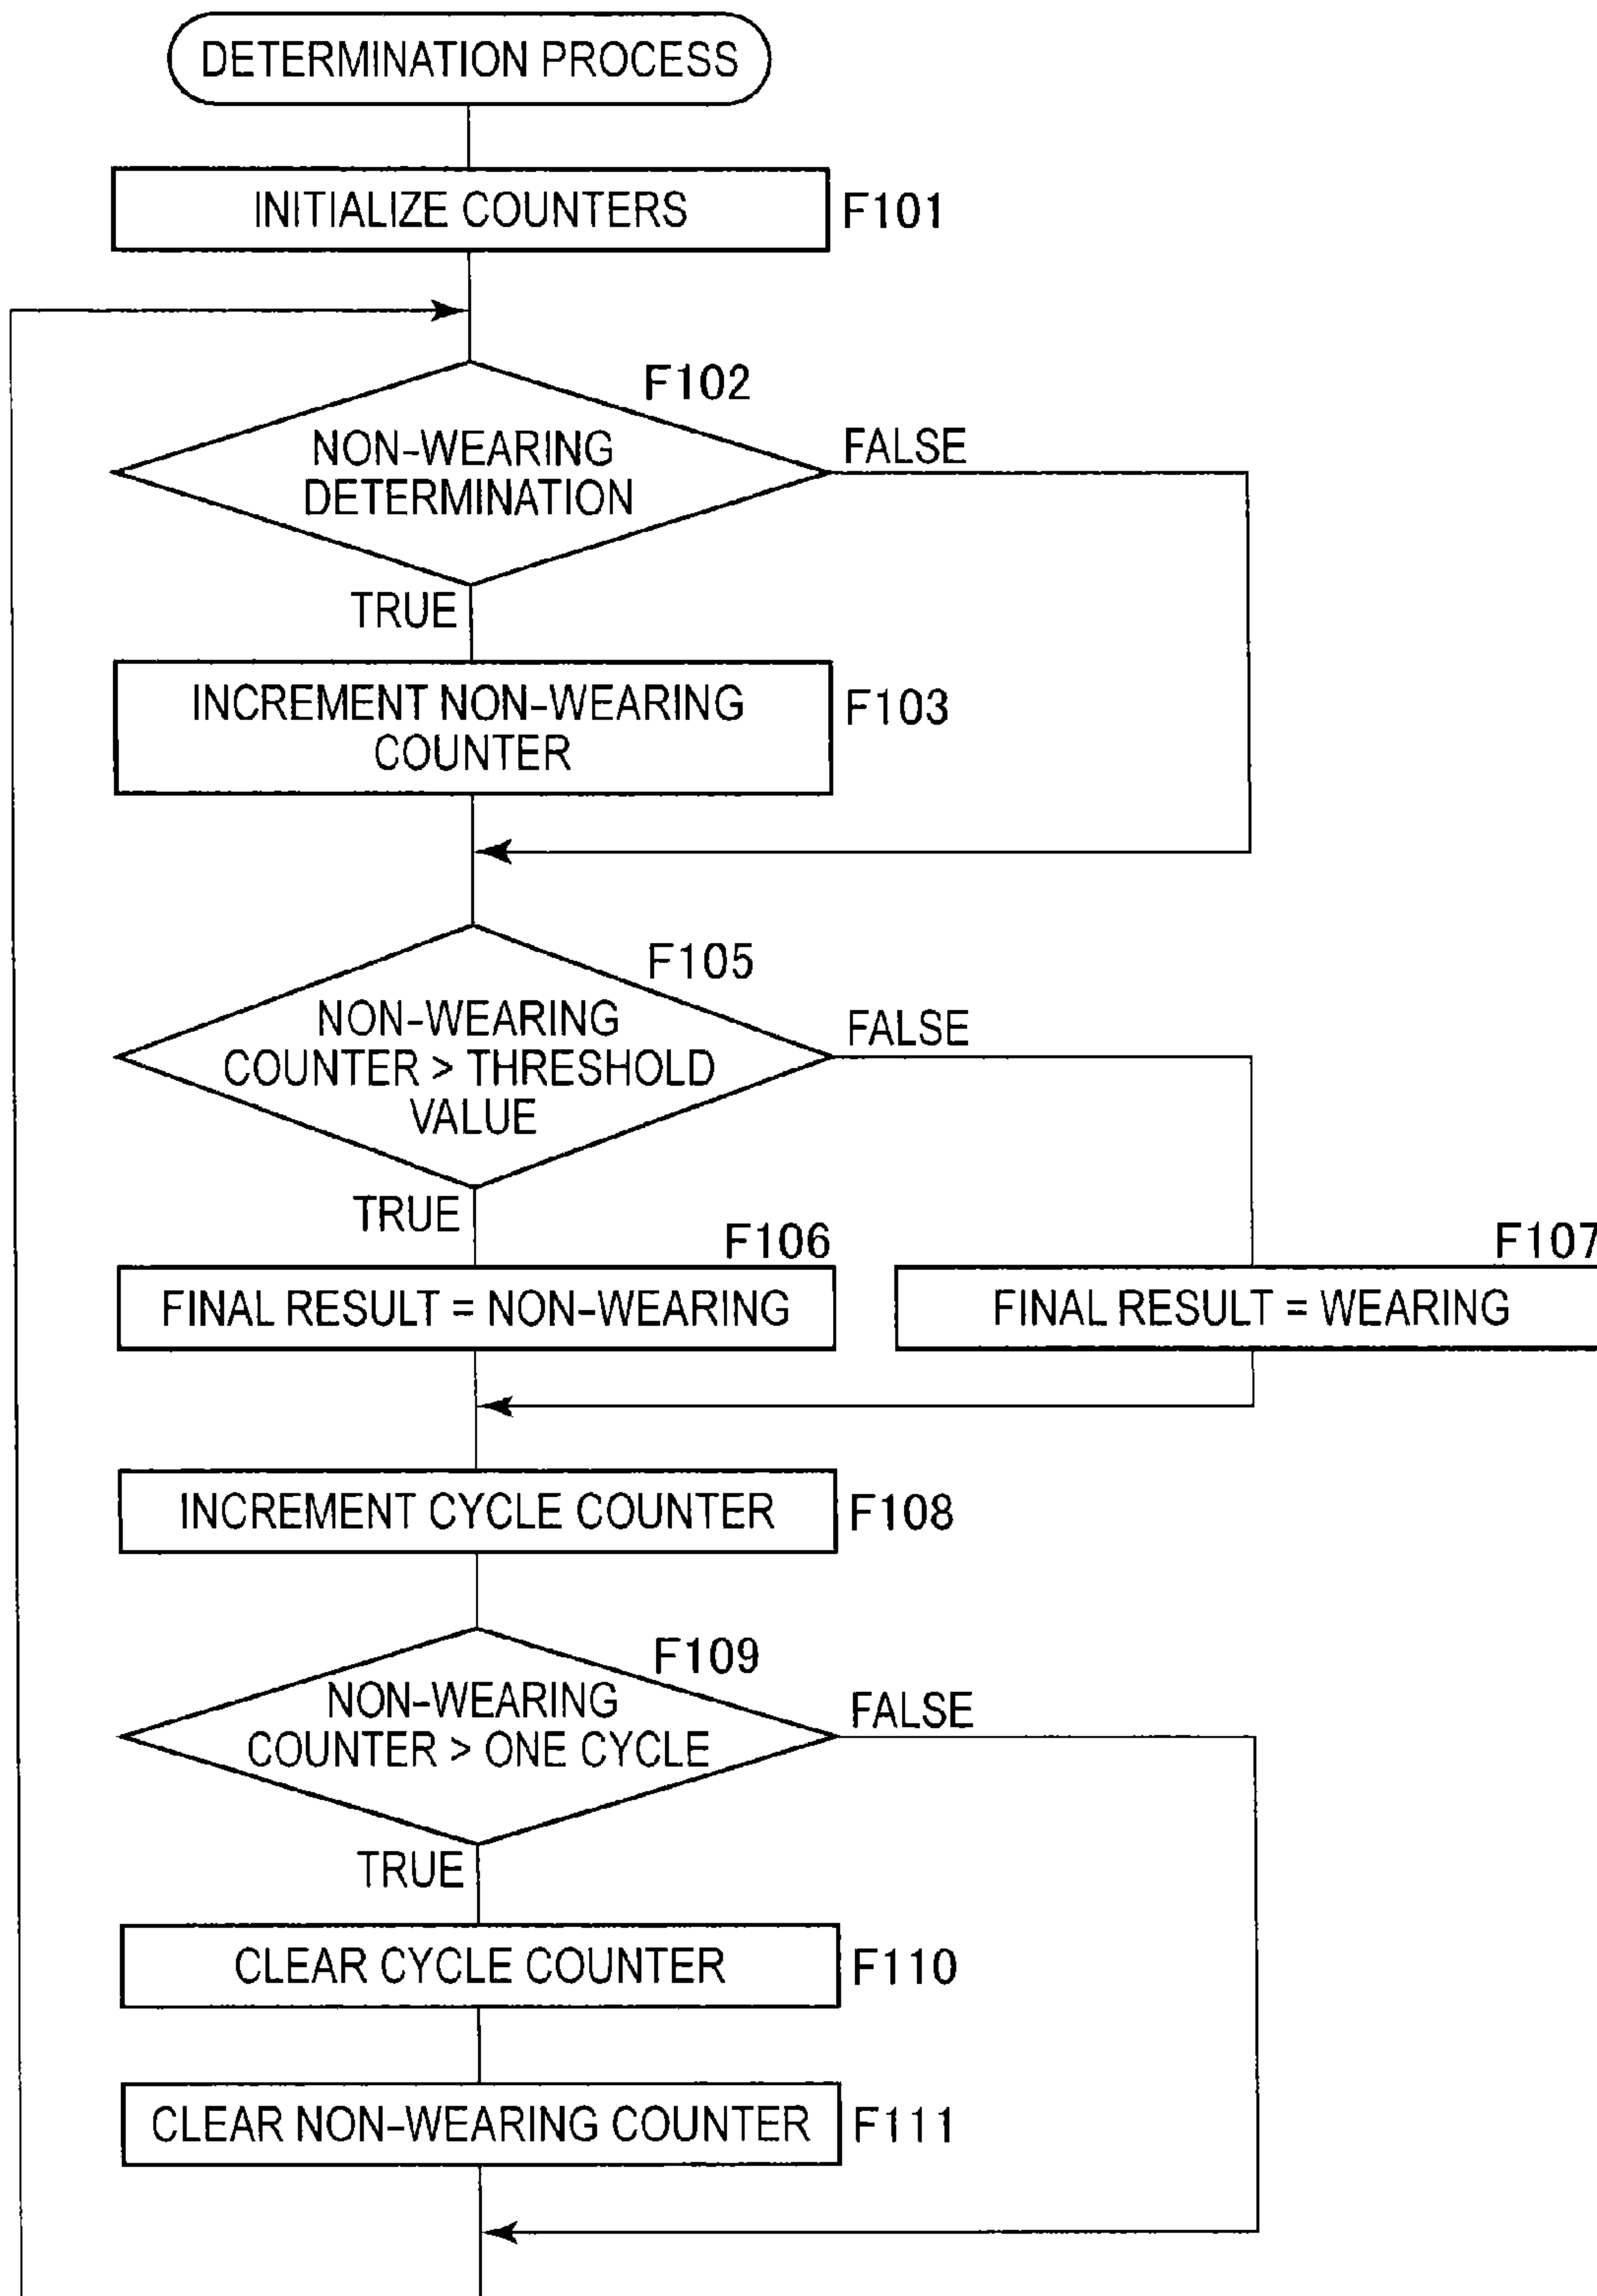 DETERMINATION PROCESS
INITIALIZE COUNTERS
F101
F102
NON-WEARING
DETERMINATION
FALSE
TRUE
INCREMENT NON-WEARING
COUNTER
F103
F105
NON-WEARING
COUNTER > THRESHOLD
VALUE
FALSE
TRUE
F106
FINAL RESULT = NON-WEARING
F107
FINAL RESULT = WEARING
INCREMENT CYCLE COUNTER
F108
F109
NON-WEARING
COUNTER > ONE CYCLE
FALSE
TRUE
CLEAR CYCLE COUNTER
F110
CLEAR NON-WEARING COUNTER
F111